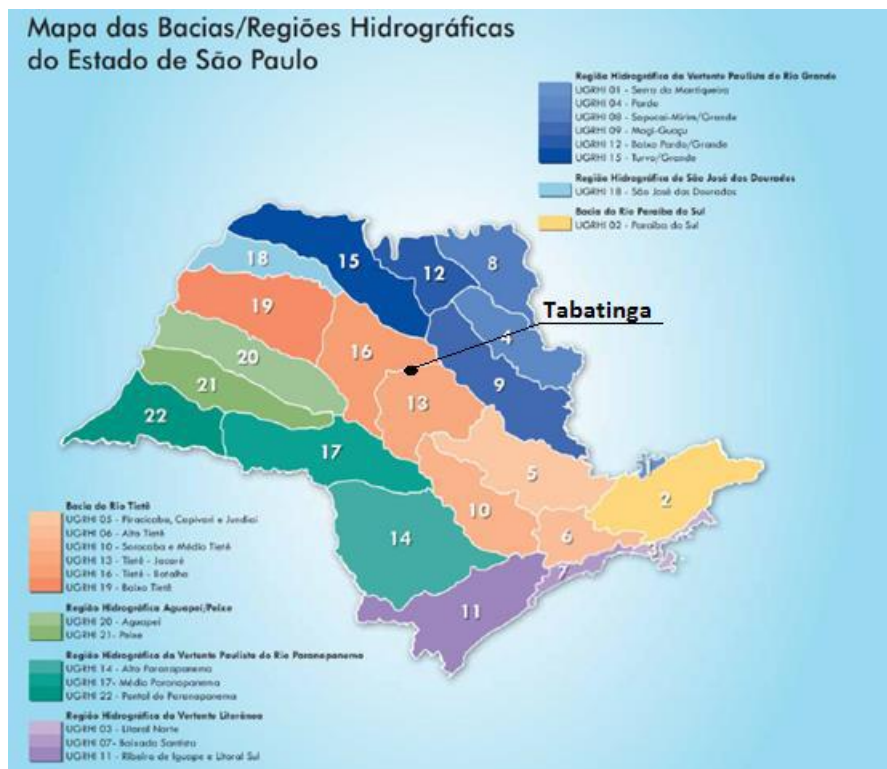 Mapa das Bacias/Regiões Hidrográficas
do Estado de São Paulo
Região Hidrográfica da Vertente Paulista do Rio Grande
UGRHI 01 - Serra da Mantiqueira
UGRHI 04 - Pardo
UGRHI 08 - Sapucaí-Mirim/Grande
UGRHI 09 - Mogi-Guaçu
UGRHI 12 - Baixo Pardo/Grande
UGRHI 15 - Turvo/Grande
Região Hidrográfica de São José dos Dourados
UGRHI 18 - São José dos Dourados
Bacia do Rio Paraíba do Sul
UGRHI 02 - Paraíba do Sul
18
15
12
8
Tabatinga
19
16
4
20
9
21
13
22
17
5
1
2
10
6
14
3
7
11
Bacia do Rio Tietê
UGRHI 05 - Piracicaba, Capivari e Jundiaí
UGRHI 06 - Alto Tietê
UGRHI 10 - Sorocaba e Médio Tietê
UGRHI 13 - Tietê - Jacaré
UGRHI 16 - Tietê - Batalha
UGRHI 19 - Baixo Tietê
Região Hidrográfica Aguapeí/Peixe
UGRHI 20 - Aguapeí
UGRHI 21- Peixe
Região Hidrográfica da Vertente Paulista do Rio Paranapanema
UGRHI 14 - Alto Paranapanema
UGRHI 17- Médio Paranapanema
UGRHI 22 - Pontal do Paranapanema
Região Hidrográfica da Vertente Litorânea
UGRHI 03 - Litoral Norte
UGRHI 07- Baixada Santista
UGRHI 11 - Ribeira de Iguape e Litoral Sul